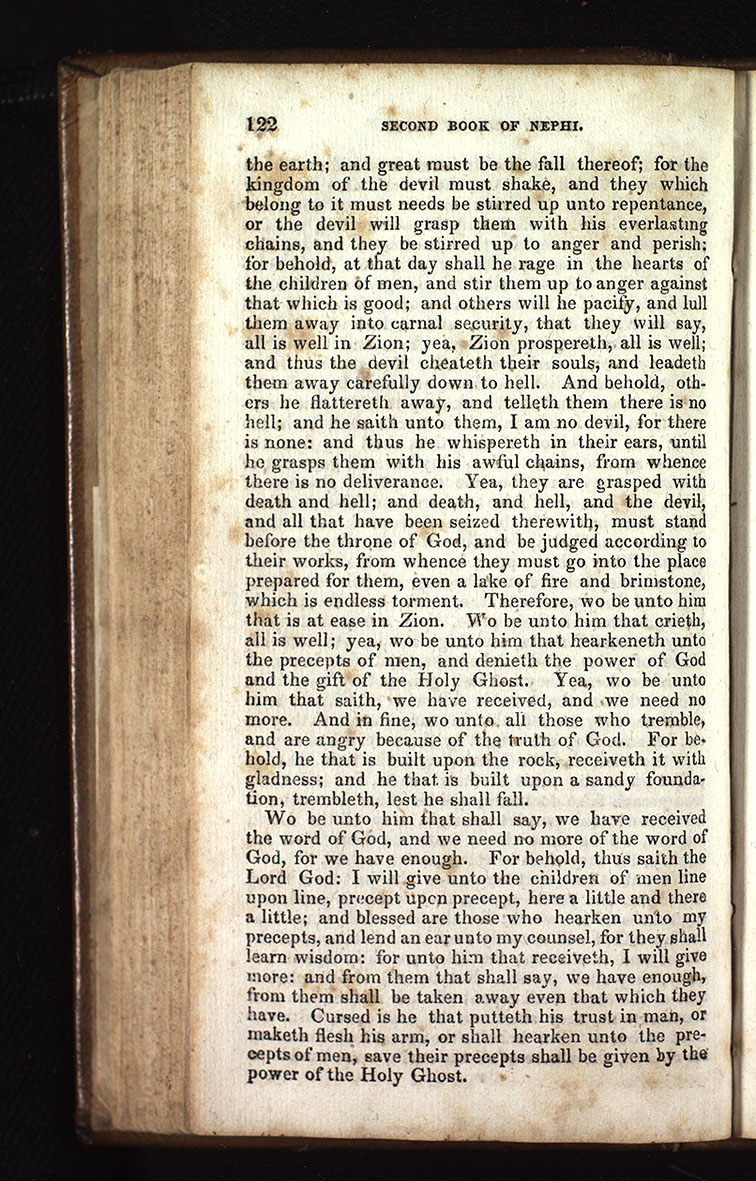 122 SECOND BOOK OF NEPHI.
the earth; and great must be the fall thereof; for the
kingdom of the devil must shake, and they which
belong to it must needs be stirred up unto repentance,
or the devil will grasp them with his everlasting
chains, and they be stirred up to anger and perish;
for behold, at that day shall he rage in the hearts of
the children of men, and stir them up to anger against
that which is good; and others will he pacify, and lull
them away into carnal security, that they will say,
all is well in Zion; yea, Zion prospereth, all is well;
and thus the devil cheateth their souls, and leadeth
them away carefully down to hell. And behold, oth-
ers he flattereth away, and telleth them there is no
hell; and he saith unto them, I am no devil, for there
is none: and thus he whispereth in their ears, until
he grasps them with his awful chains, from whence
there is no deliverance. Yea, they are grasped with
death and hell; and death, and hell, and the devil,
and all that have been seized therewith, must stand
before the throne of God, and be judged according to
their works, from whence they must go into the place
prepared for them, even a lake of fire and brimstone,
which is endless torment. Therefore, wo be unto him
that is at ease in Zion. Wo be unto him that crieth,
all is well; yea, wo be unto him that hearkeneth unto
the precepts of men, and denieth the power of God
and the gift of the Holy Ghost. Yea, wo be unto
him that saith, we have received, and we need no
more. And in fine, wo unto all those who tremble,
and are angry because of the truth of God. For be-
hold, he that is built upon the rock, receiveth it with
gladness; and he that is built upon a sandy founda-
tion, trembleth, lest he shall fall.
Wo be unto him that shall say, we have received
the word of God, and we need no more of the word of
God, for we have enough. For behold, thus saith the
Lord God: I will give unto the children of men line
upon line, precept upon precept, here a little and there
a little; and blessed are those who hearken unto my
precepts, and lend an ear unto my counsel, for they shall
learn wisdom: for unto him that receiveth, I will give
more: and from them that shall say, we have enough,
from them shall be taken away even that which they
have. Cursed is he that putteth his trust in man, or
maketh flesh his arm, or shall hearken unto the pre-
cepts of men, save their precepts shall be given by the
power of the Holy Ghost.